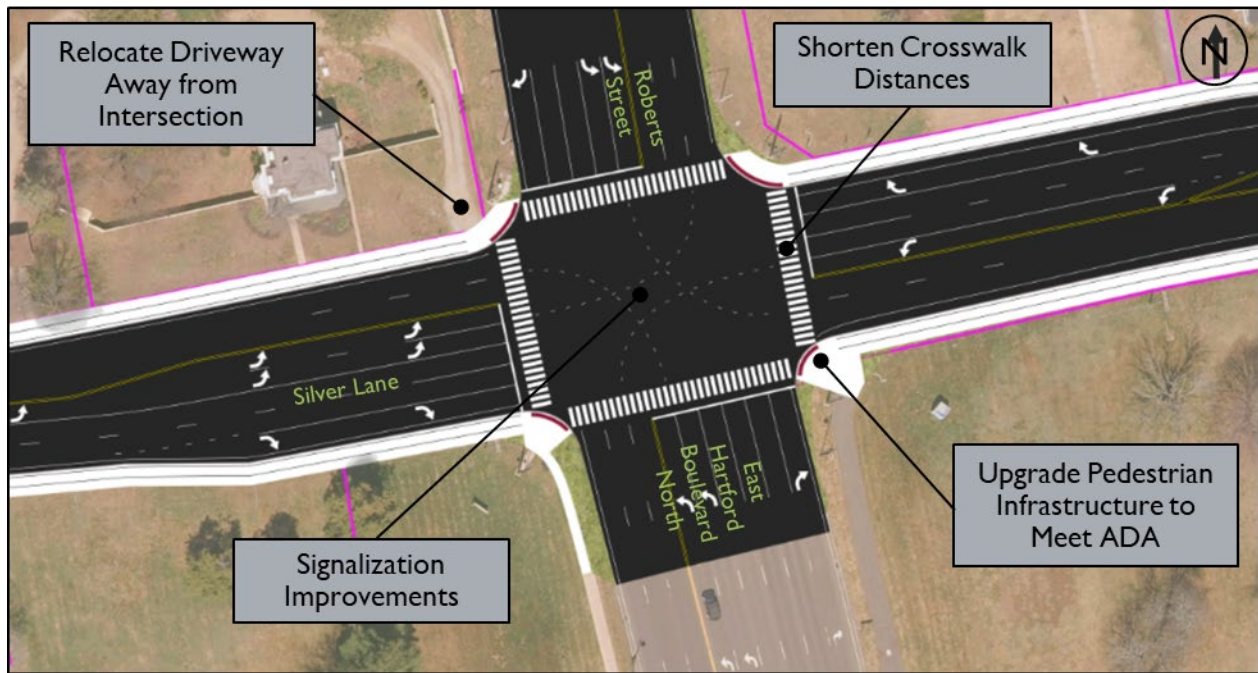 Relocate Driveway
Away from
Intersection
Shorten Crosswalk
Distances
N
Roberts
Street
Silver Lane
East
Hartford
Boulevard
North
Signalization
Improvements
Upgrade Pedestrian
Infrastructure to
Meet ADA